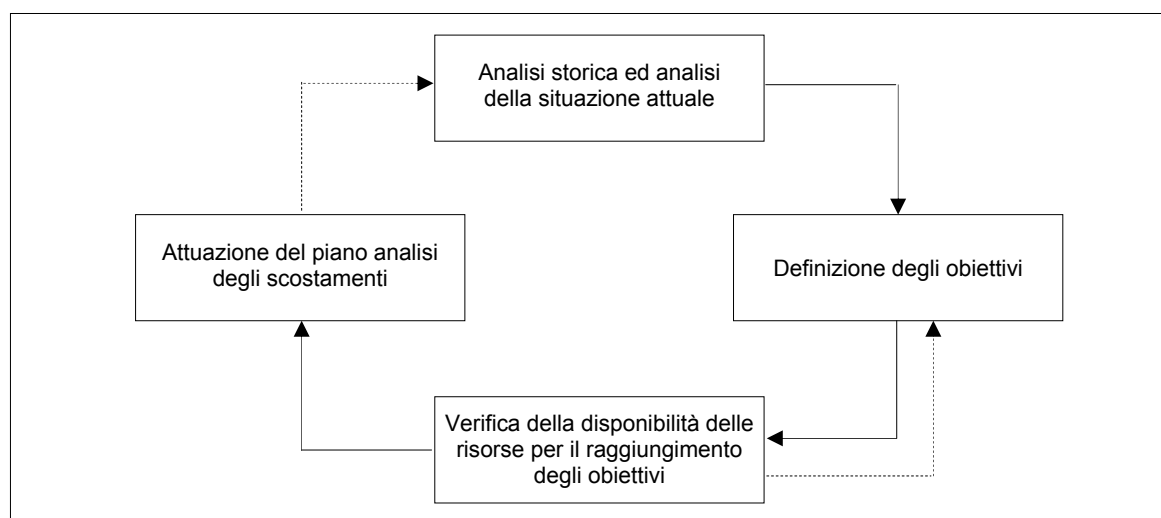 Analisi storica ed analisi
della situazione attuale
Attuazione del piano analisi
degli scostamenti
Definizione degli obiettivi
Verifica della disponibilità delle
risorse per il raggiungimento
degli obiettivi